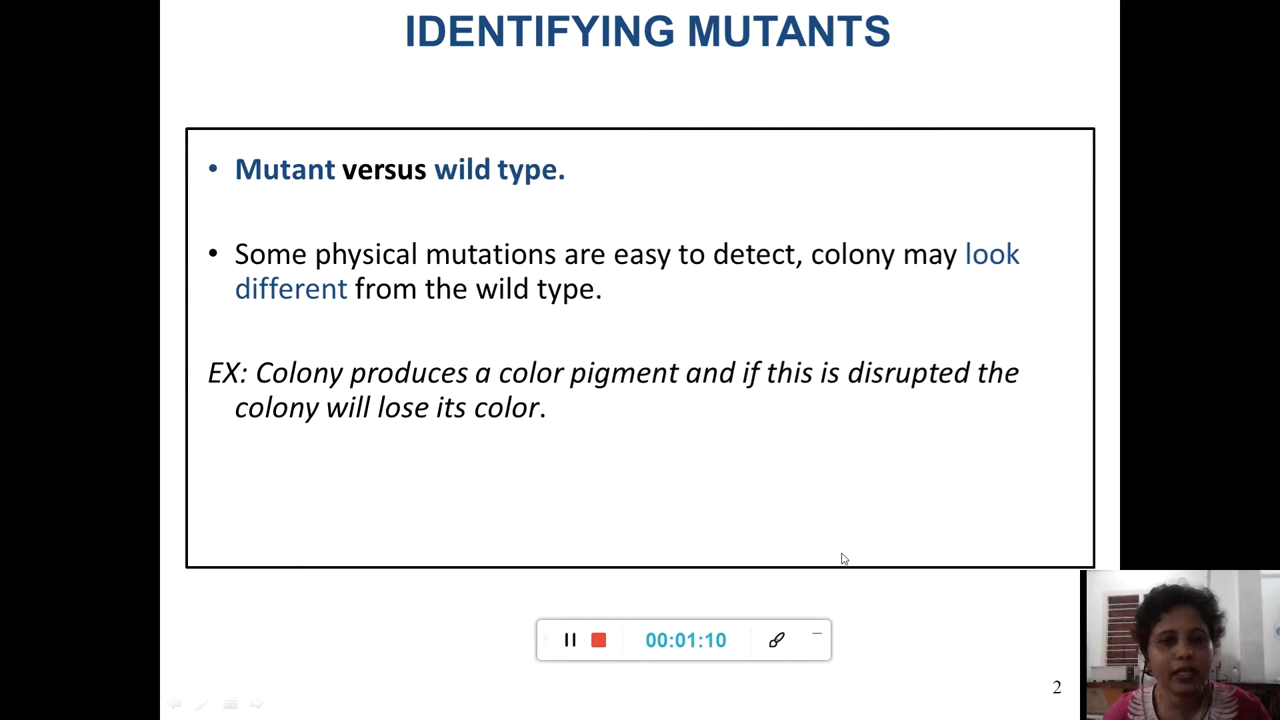 IDENTIFYING MUTANTS
• Mutant versus wild type.
• Some physical mutations are easy to detect, colony may look
different from the wild type.
EX: Colony produces a color pigment and if this is disrupted the
colony will lose its color.
00:01:10
2